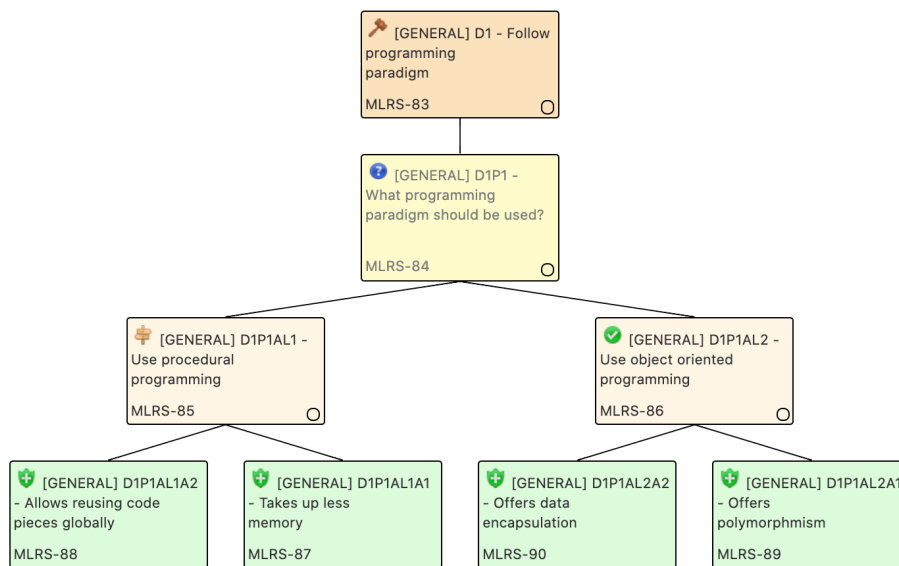 [GENERAL] D1 - Follow
programming
paradigm
MLRS-83
[GENERAL] D1P1 -
What programming
paradigm should be used?
MLRS-84
[GENERAL] D1P1AL1 -
Use procedural
programming
MLRS-85
[GENERAL] D1P1AL2 -
Use object oriented
programming
MLRS-86
[GENERAL] D1P1AL1A2
- Allows reusing code
pieces globally
MLRS-88
[GENERAL] D1P1AL1A1
- Takes up less
memory
MLRS-87
[GENERAL] D1P1AL2A2
- Offers data
encapsulation
MLRS-90
[GENERAL] D1P1AL2A1
- Offers
polymorphmism
MLRS-89